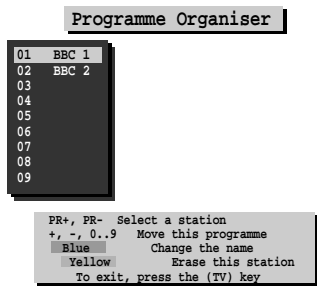 Programme Organiser
01 BBC 1
02 BBC 2
03
04
05
06
07
08
09
PR+, PR- Select a station
+, -, 0..9 Move this programme
Blue Change the name
Yellow Erase this station
To exit, press the (TV) key